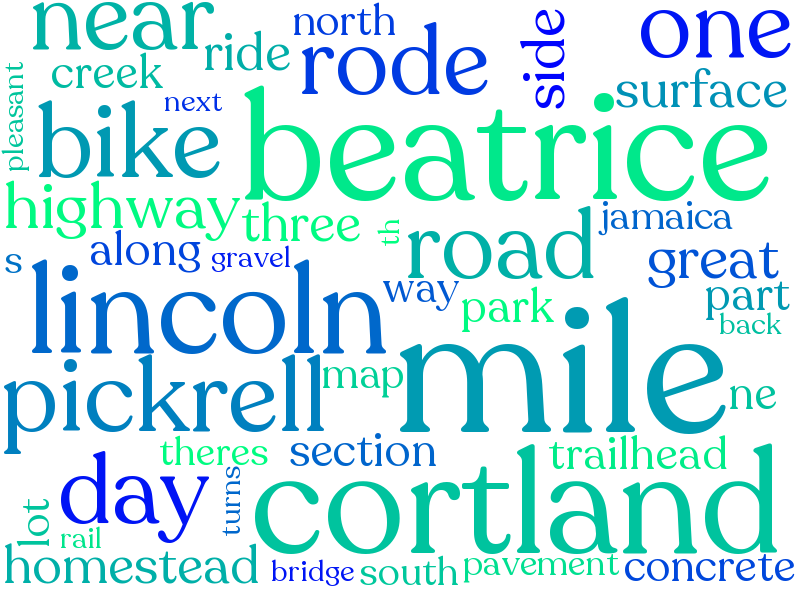 near
ride
north
rode
side
one
creek
surface
pleasant
next
bike
beatrice
highway
three
th
road
jamaica
s
along
gravel
great
lincoln
way
park
part
back
pickrell
map
mile
ne
theres
section
trailhead
day
turns
cortland
lot
rail
homestead
bridge
south
pavement
concrete